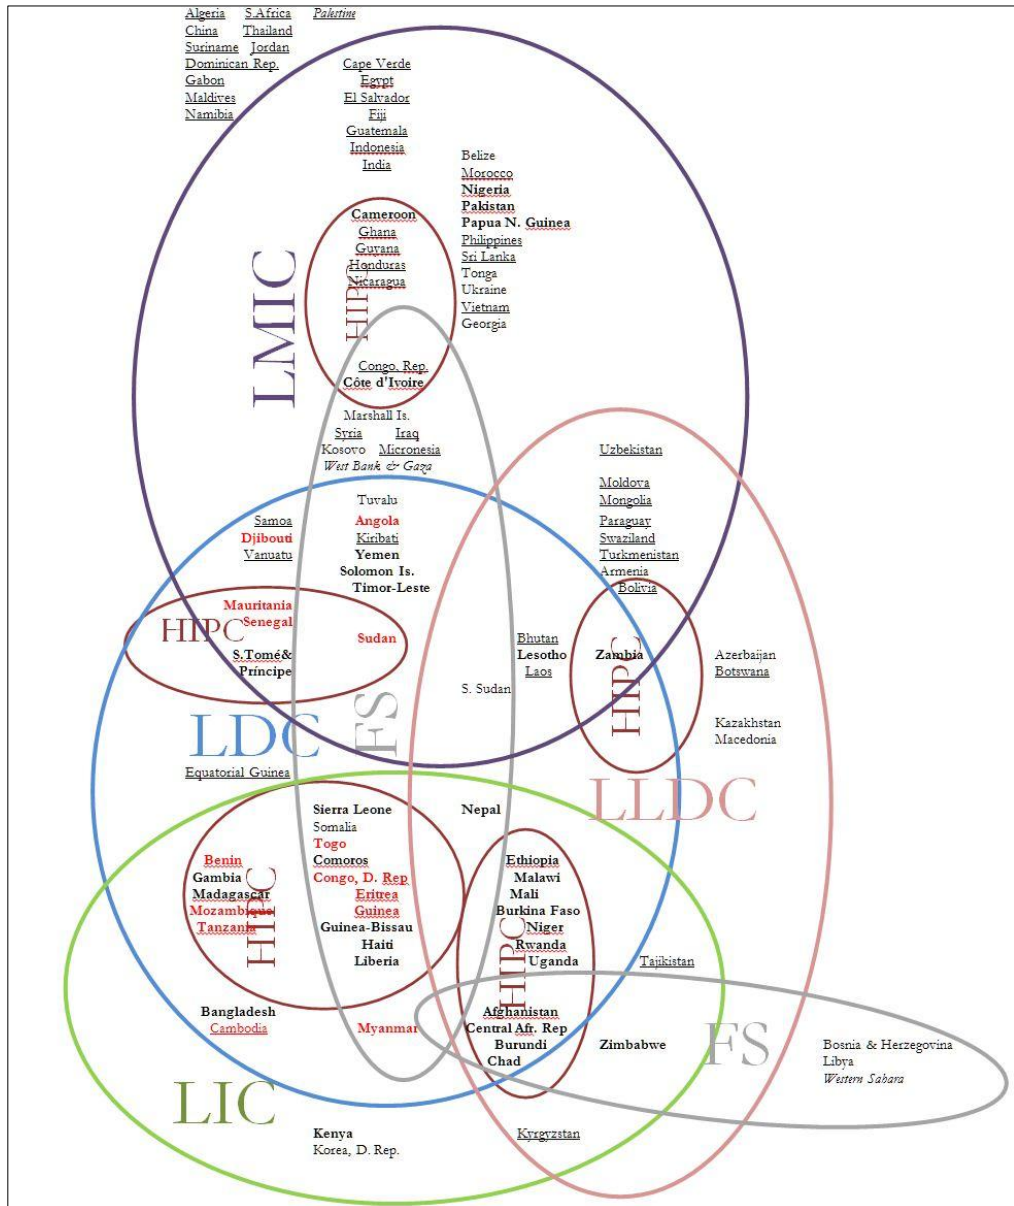 Algeria S.Africa Palestine
China Thailand
Suriname Jordan
Dominican Rep.
Gabon
Maldives
Namibia
Cape Verde
Egypt
El Salvador
Fiji
Guatemala
Indonesia
India
Belize
Morocco
Nigeria
Pakistan
Papua N. Guinea
Philippines
Sri Lanka
Tonga
Ukraine
Vietnam
Georgia
Cameroon
Ghana
Guyana
Honduras
Nicaragua
HIPC
LMIC
Congo, Rep.
Côte d'Ivoire
Marshall Is.
Syria Iraq
Kosovo Micronesia
West Bank & Gaza
Uzbekistan
Moldova
Mongolia
Paraguay
Swaziland
Turkmenistan
Armenia
Bolivia
Tuvalu
Samoa Angola
Djibouti Kiribati
Vanuatu Yemen
Solomon Is.
Timor-Leste
Mauritania
Senegal
HIPC
Sudan
S.Tomé&
Príncipe
Bhutan
Lesotho
Laos
Zambia
HIPC
Azerbaijan
Botswana
S. Sudan
Kazakhstan
Macedonia
LDC
FS
Equatorial Guinea
LLDC
Sierra Leone
Somalia
Togo
Comoros
Congo, D. Rep
Eritrea
Guinea
Guinea-Bissau
Haiti
Liberia
Nepal
Benin
Gambia
Madagascar
Mozambique
Tanzania
HIPC
Ethiopia
Malawi
Mali
Burkina Faso
Niger
Rwanda
Uganda
HIPC
Tajikistan
Bangladesh
Cambodia
Myanmar
Afghanistan
Central Afr. Rep
Burundi
Chad
Zimbabwe
FS
Bosnia & Herzegovina
Libya
Western Sahara
LIC
Kenya
Korea, D. Rep.
Kyrgyzstan